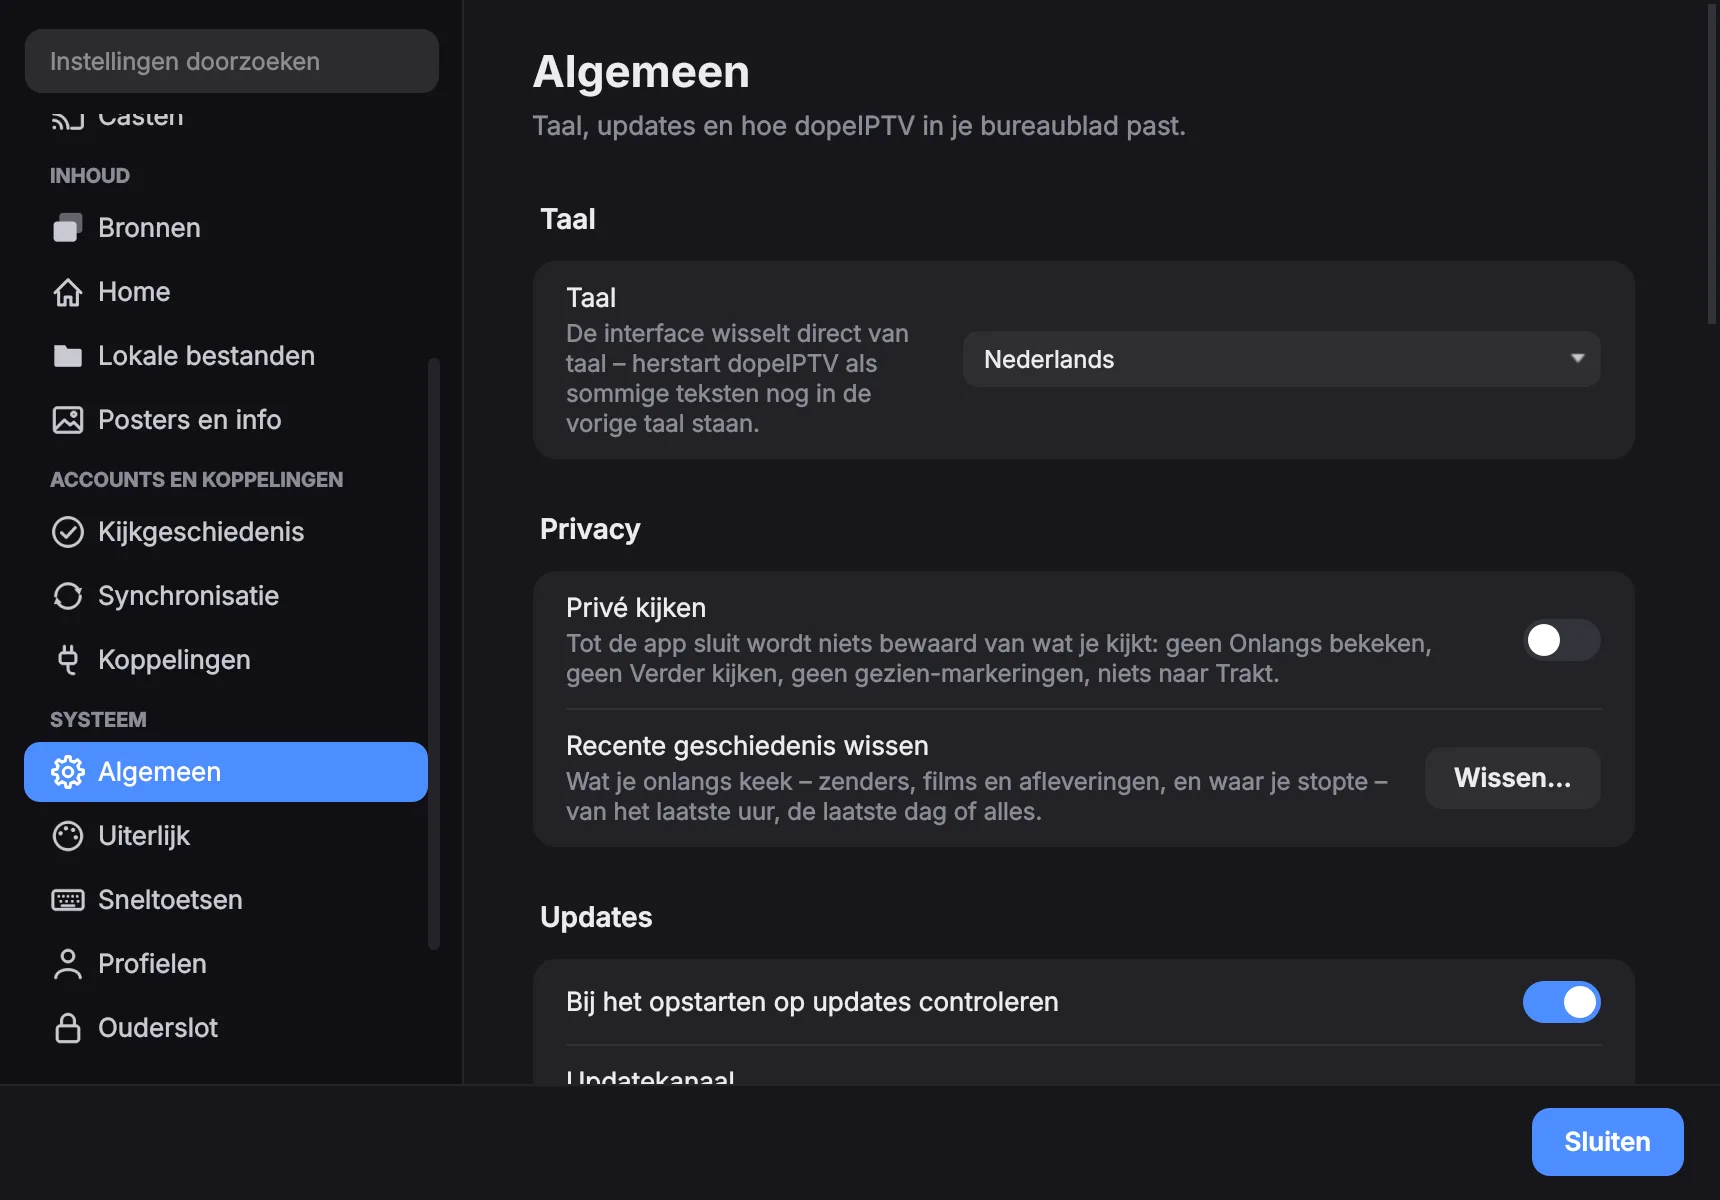 Instellingen doorzoeken
Casten
INHOUD
Bronnen
Home
Lokale bestanden
Posters en info
ACCOUNTS EN KOPPELINGEN
Kijkgeschiedenis
Synchronisatie
Koppelingen
SYSTEEM
Algemeen
Uiterlijk
Sneltoetsen
Profielen
Ouderslot
Algemeen
Taal, updates en hoe dopeIPTV in je bureaublad past.
Taal
Taal
De interface wisselt direct van
taal – herstart dopeIPTV als
sommige teksten nog in de
vorige taal staan.
Nederlands
Privacy
Privé kijken
Tot de app sluit wordt niets bewaard van wat je kijkt: geen Onlangs bekeken,
geen Verder kijken, geen gezien-markeringen, niets naar Trakt.
Recente geschiedenis wissen
Wat je onlangs keek – zenders, films en afleveringen, en waar je stopte –
van het laatste uur, de laatste dag of alles.
Wissen...
Updates
Bij het opstarten op updates controleren
Updatekanaal
Sluiten